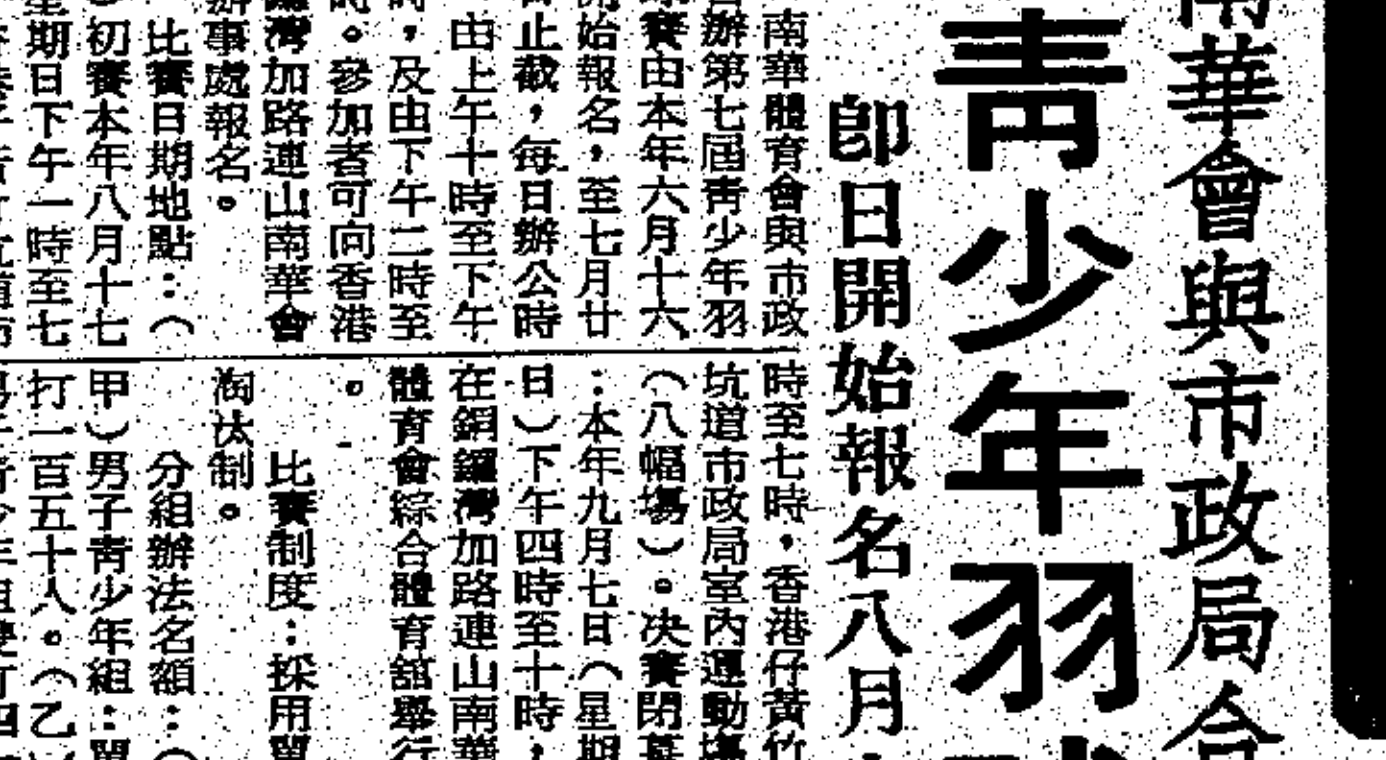 南華會與市政局合
青少年羽
即日開始報名八月
南華體育會與市政
辦第七屆青少年羽
賽由本年六月十六
開始報名，至七月廿
止截，每日辦公時
由上午十時至下午
時，及由下午二時至
時。參加者可向香港
鑼灣加路連山南華會
辦事處報名。
比賽日期地點：（
初賽本年八月十七
星期日下午一時至七
時至七時，香港仔黃竹
坑道市政局室內運動場
（八幅場）。決賽閉幕
：本年九月七日（星期
日）下午四時至十時，
在銅鑼灣加路連山南華
體育會綜合體育舘舉行
。
比賽制度：採用單
淘汰制。
分組辦法名額：（
甲）男子青少年組：單
打一百五十人。（乙）
男子青少年組雙打四